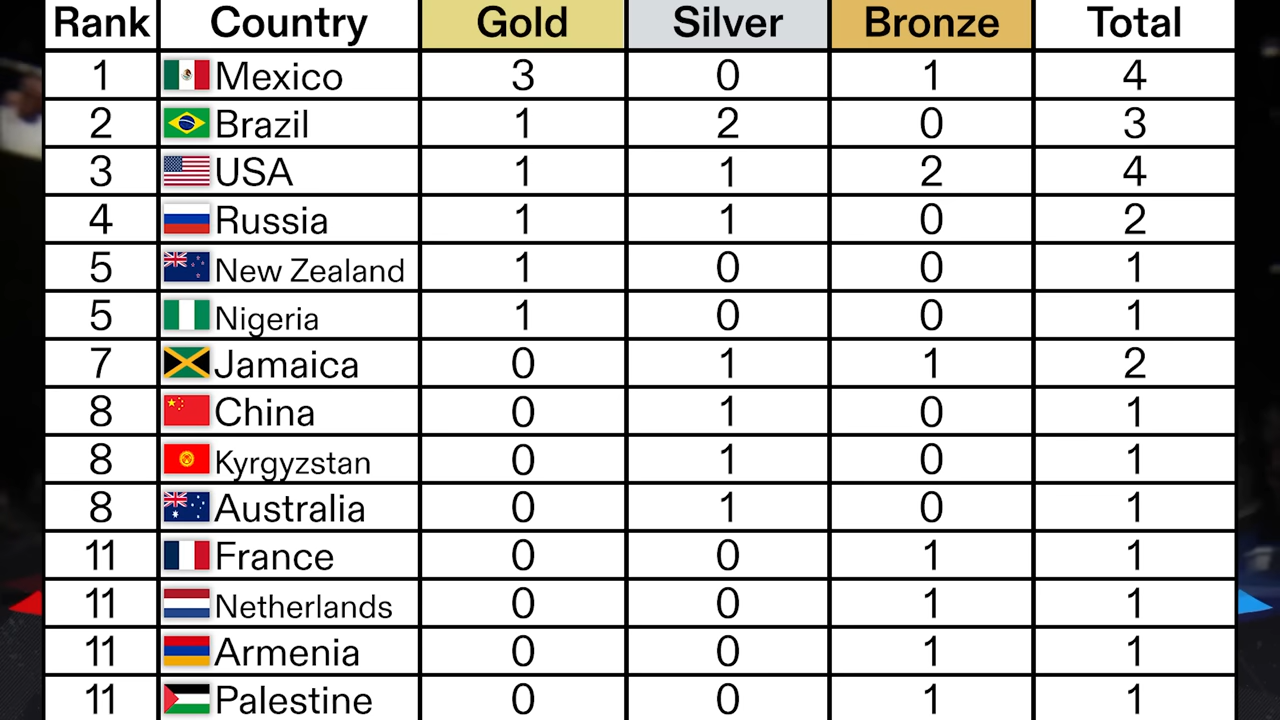 Rank Country Gold Silver Bronze Total
1 Mexico 3 0 1 4
2 Brazil 1 2 0 3
3 USA 1 1 2 4
4 Russia 1 1 0 2
5 New Zealand 1 0 0 1
5 Nigeria 1 0 0 1
7 Jamaica 0 1 1 2
8 China 0 1 0 1
8 Kyrgyzstan 0 1 0 1
8 Australia 0 1 0 1
11 France 0 0 1 1
11 Netherlands 0 0 1 1
11 Armenia 0 0 1 1
11 Palestine 0 0 1 1